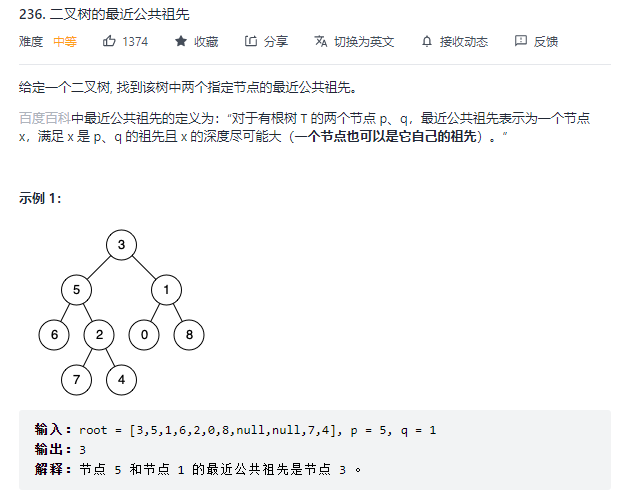 236. 二叉树的最近公共祖先
难度 中等 1374 收藏 分享 切换为英文 接收动态 反馈
给定一个二叉树, 找到该树中两个指定节点的最近公共祖先。
百度百科中最近公共祖先的定义为：“对于有根树 T 的两个节点 p、q，最近公共祖先表示为一个节点
x，满足 x 是 p、q 的祖先且 x 的深度尽可能大（一个节点也可以是它自己的祖先）。”
示例 1：
3
5 1
6 2 0 8
7 4
输入：root = [3,5,1,6,2,0,8,null,null,7,4], p = 5, q = 1
输出：3
解释：节点 5 和节点 1 的最近公共祖先是节点 3 。